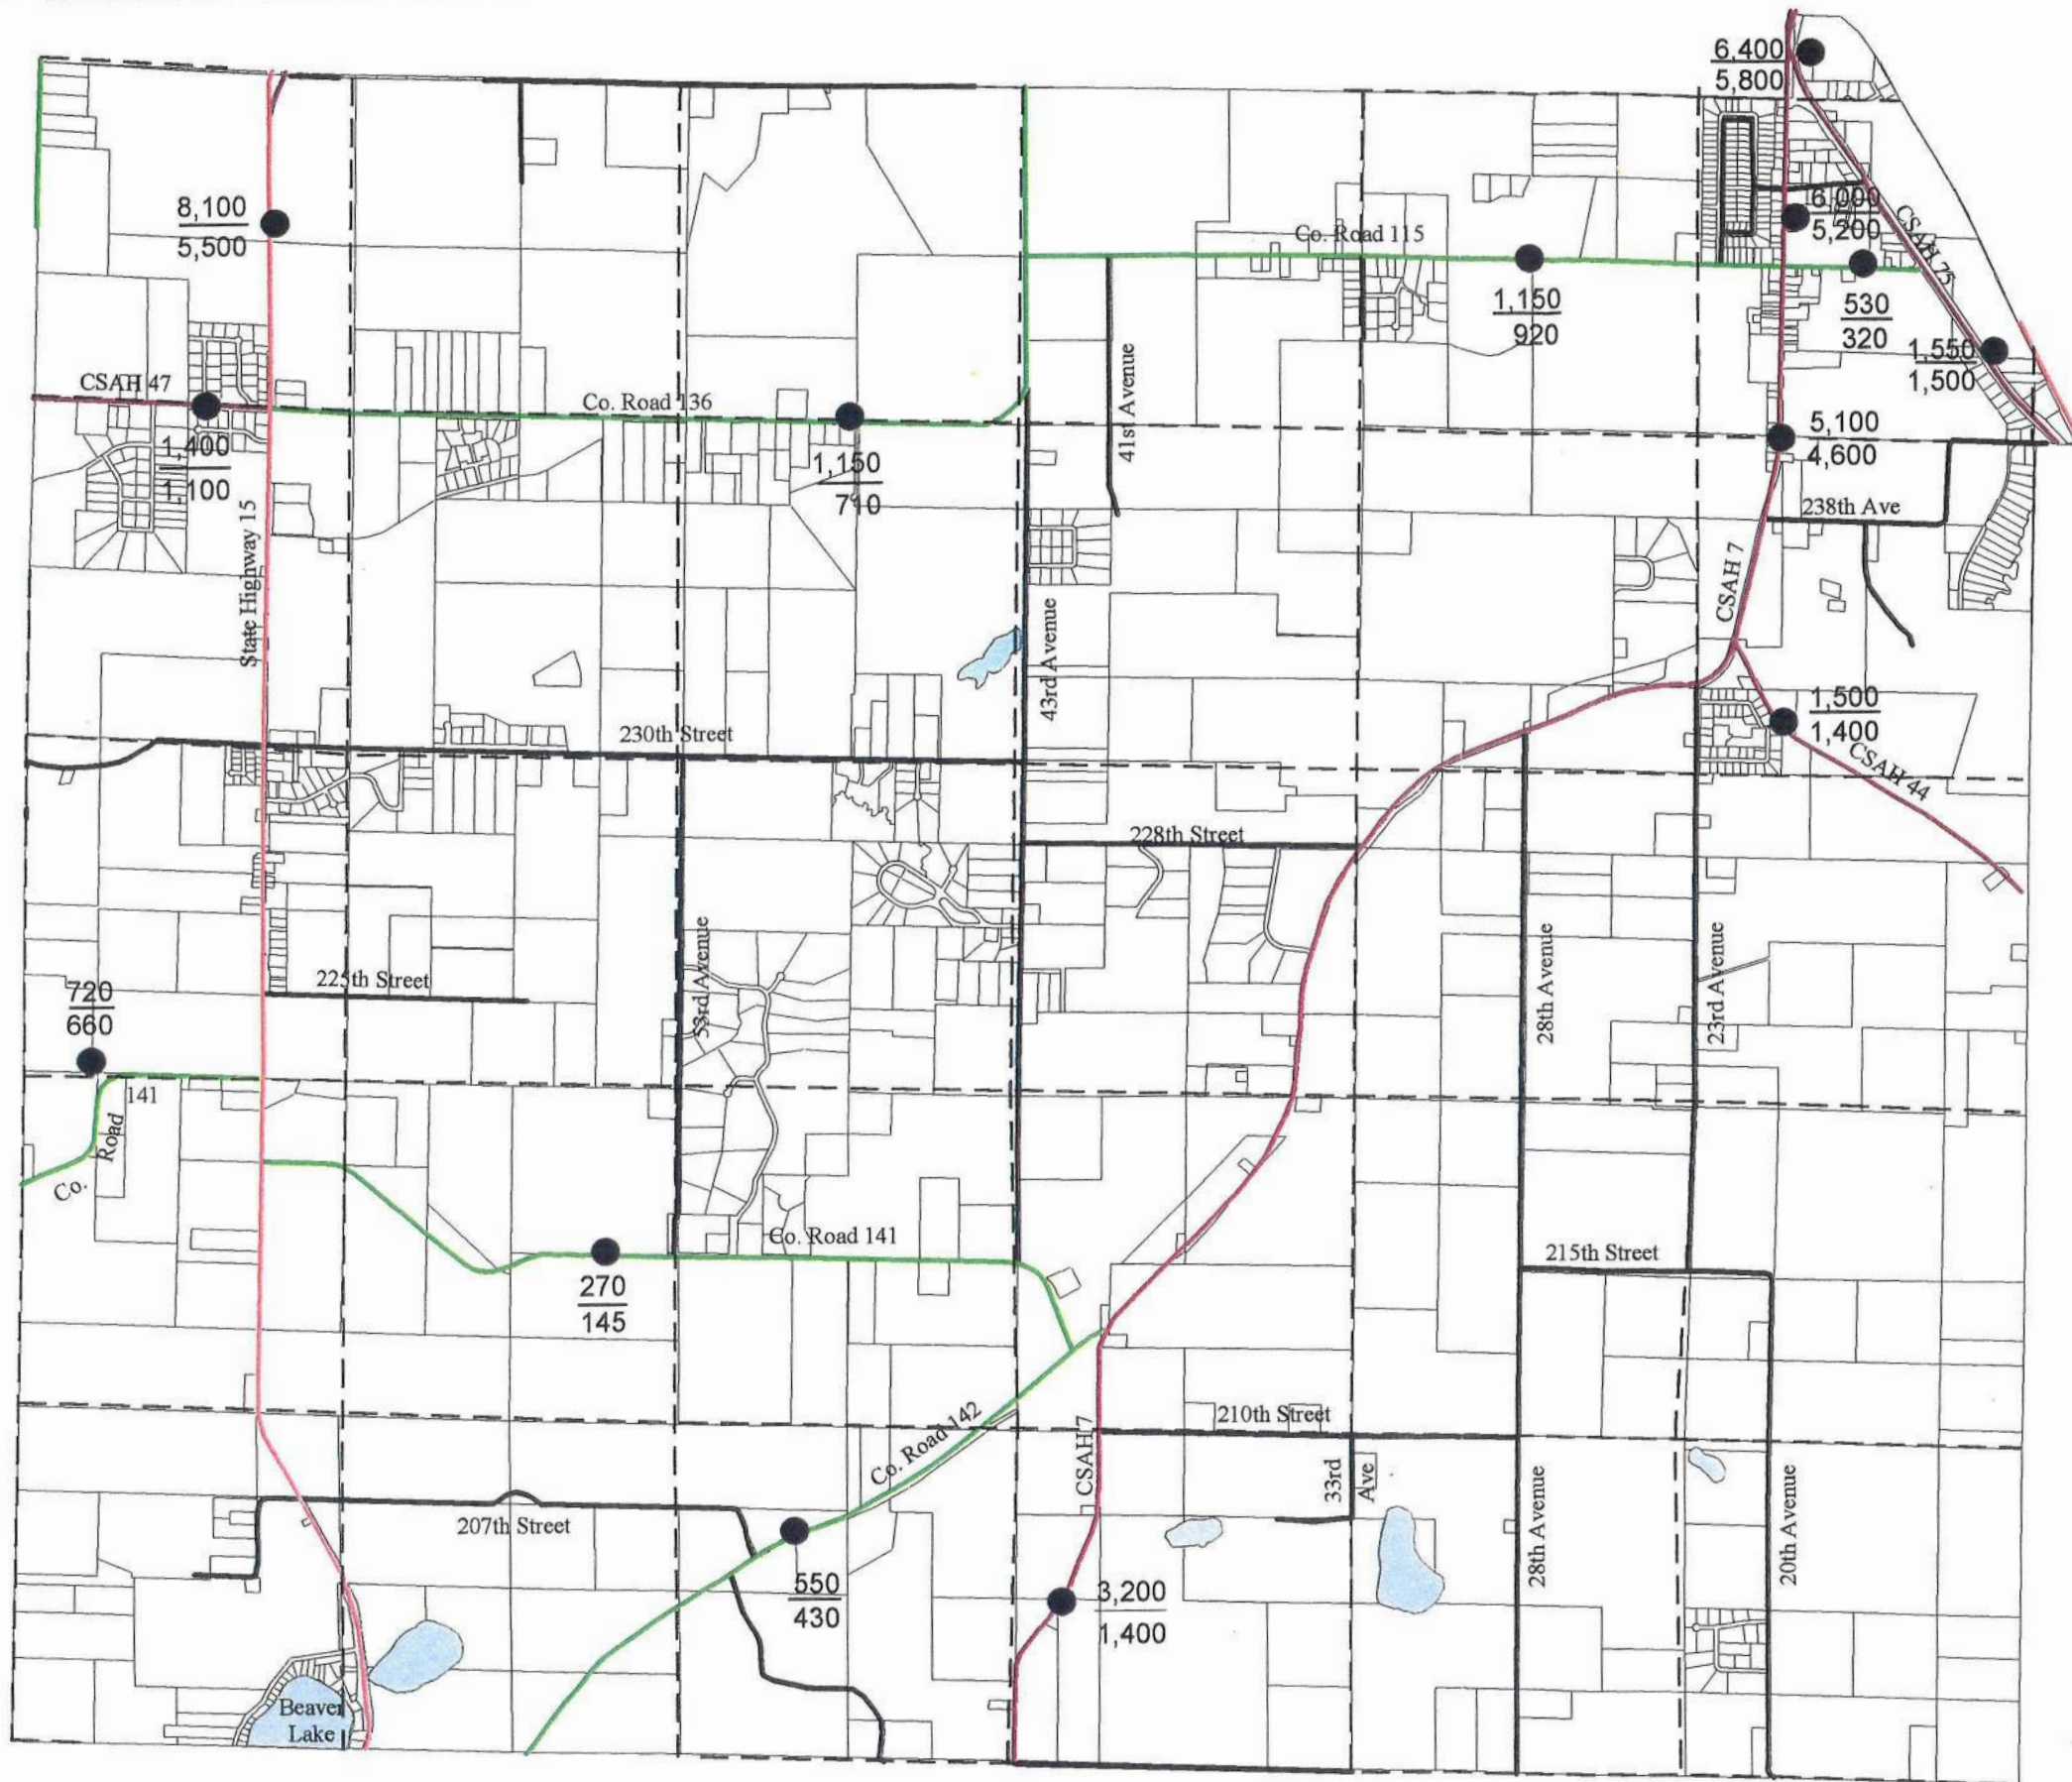 6,400
5,800
8,100
5,500
6,000
5,200
CSAH 75
Co. Road 115
1,150
920
530
320
1,550
1,500
CSAH 47
1,400
1,100
Co. Road 136
1,150
710
41st Avenue
5,100
4,600
238th Ave
State Highway 15
43rd Avenue
CSAH 7
1,500
1,400
CSAH 44
230th Street
228th Street
53rd Avenue
28th Avenue
23rd Avenue
225th Street
720
660
141
Road
Co.
Co. Road 141
270
145
215th Street
Co. Road 142
CSAH 7
210th Street
33rd
Ave
28th Avenue
20th Avenue
207th Street
550
430
3,200
1,400
Beaver
Lake